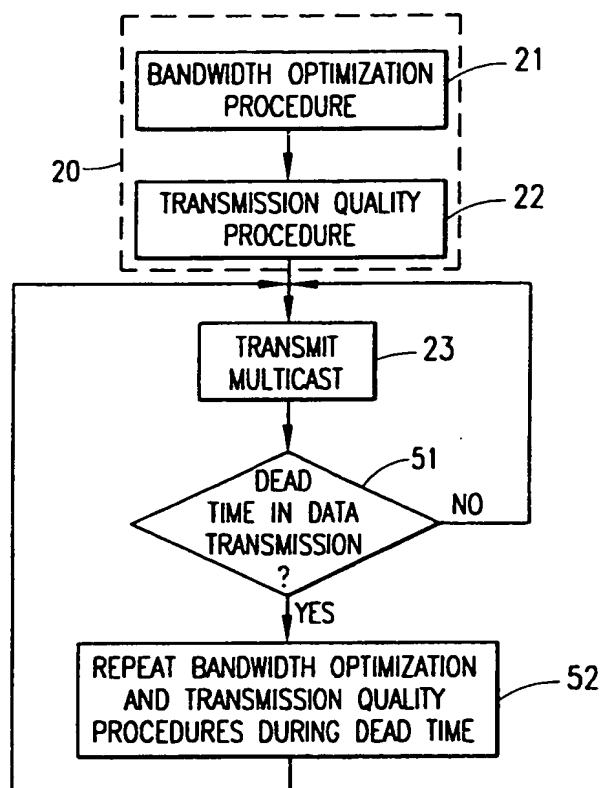 BANDWIDTH OPTIMIZATION
PROCEDURE
21
20
TRANSMISSION QUALITY
PROCEDURE
22
TRANSMIT
MULTICAST
23
DEAD
TIME IN DATA
TRANSMISSION
?
51
NO
YES
REPEAT BANDWIDTH OPTIMIZATION
AND TRANSMISSION QUALITY
PROCEDURES DURING DEAD TIME
52